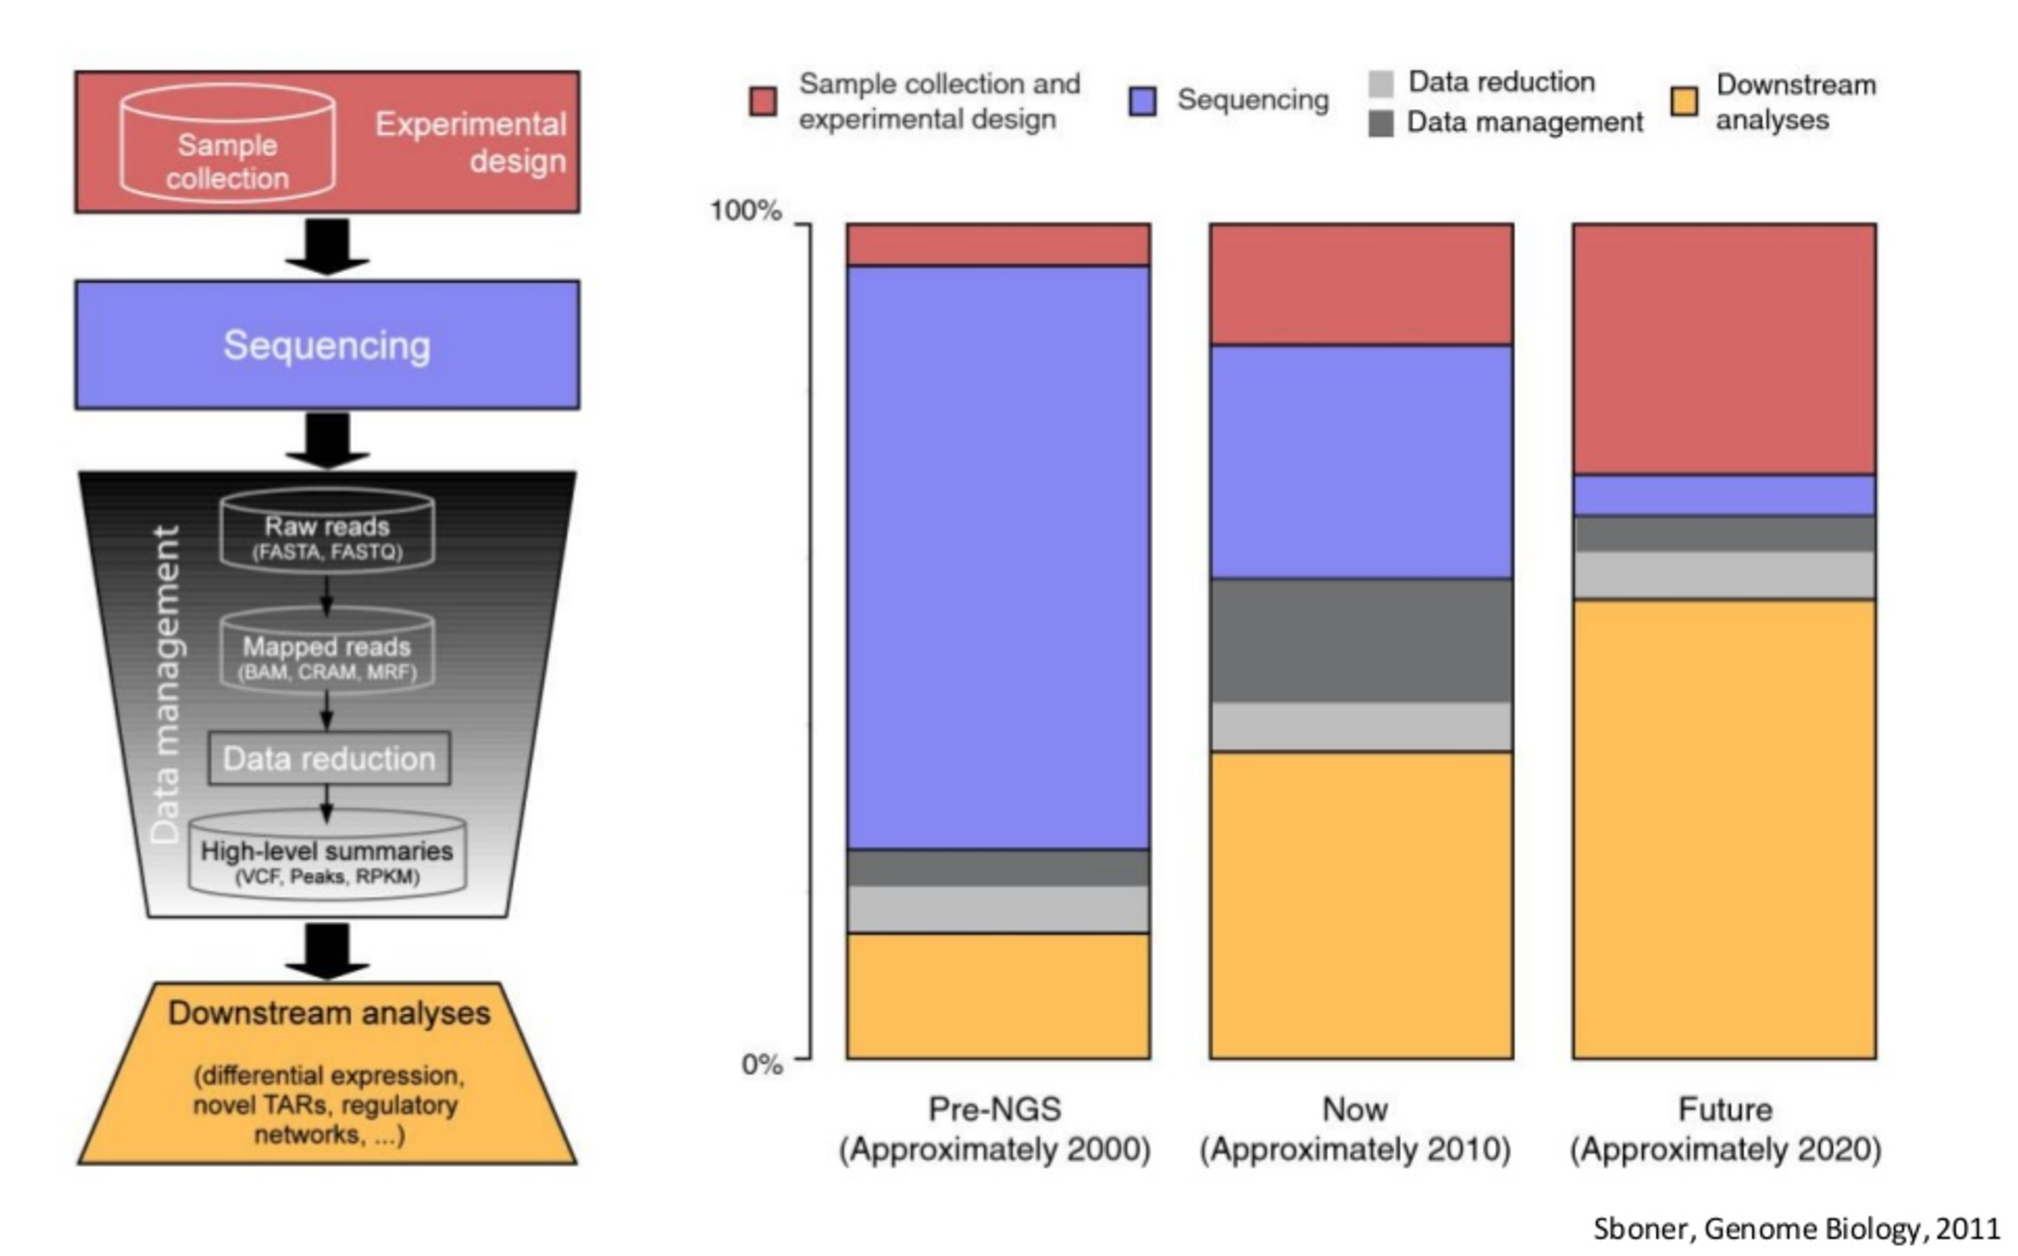 Sample
collection
Experimental
design
Sequencing
Data management
Raw reads
(FASTA, FASTQ)
Mapped reads
(BAM, CRAM, MRF)
Data reduction
High-level summaries
(VCF, Peaks, RPKM)
Downstream analyses
(differential expression,
novel TARs, regulatory
networks, ...)
Sample collection and
experimental design
Sequencing
Data reduction
Data management
Downstream
analyses
100%
0%
Pre-NGS
(Approximately 2000)
Now
(Approximately 2010)
Future
(Approximately 2020)
Sboner, Genome Biology, 2011